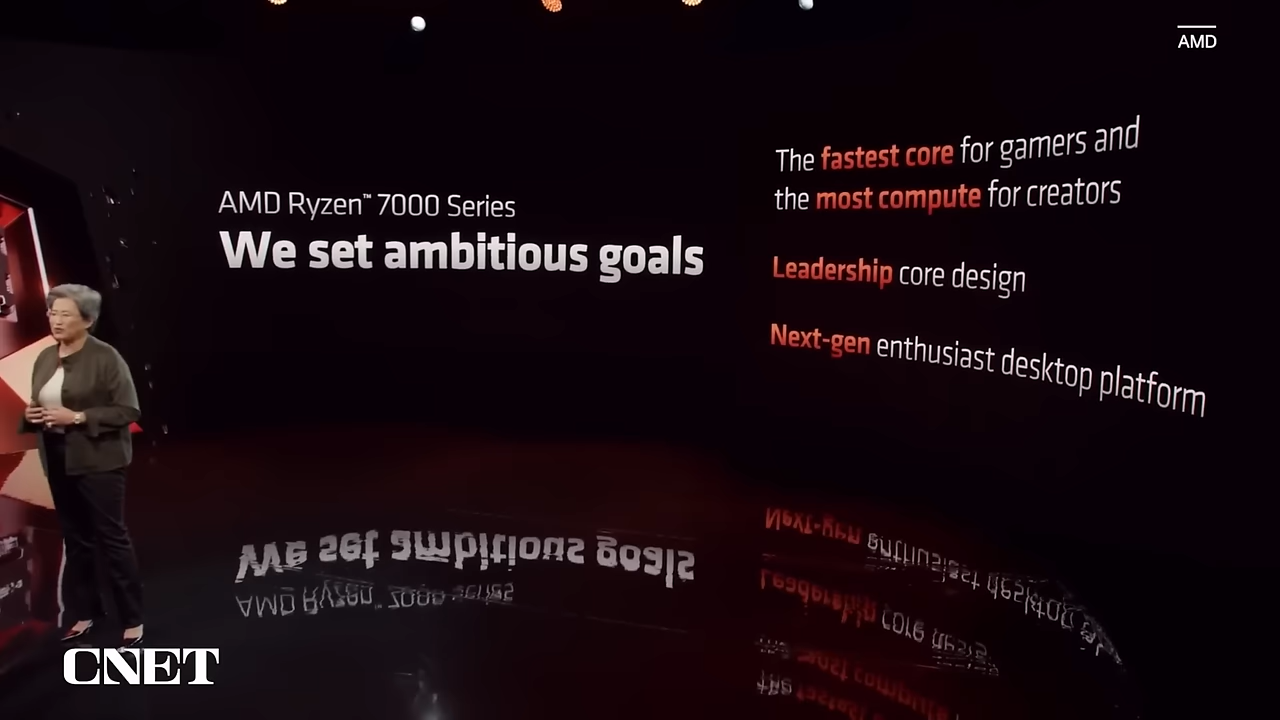 AMD
AMD Ryzen™ 7000 Series
We set ambitious goals
The fastest core for gamers and
the most compute for creators
Leadership core design
Next-gen enthusiast desktop platform
CNET